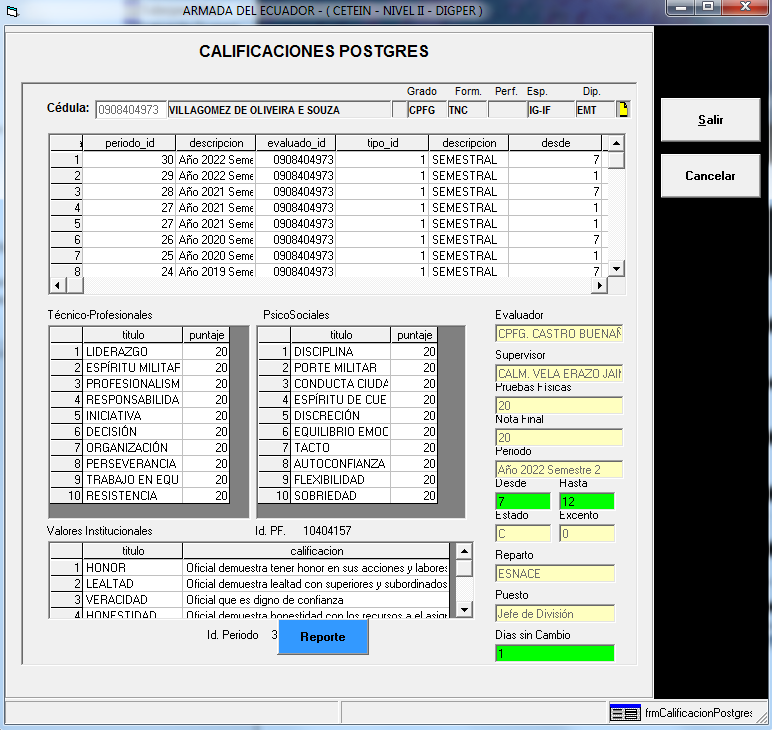 ARMADA DEL ECUADOR - ( CETEIN - NIVEL II - DIGPER )
CALIFICACIONES POSTGRES
Grado Form. Perf. Esp. Dip.
Cédula: 0908404973 VILLAGOMEZ DE OLIVEIRA E SOUZA CPFG TNC IG-IF EMT
Salir
Cancelar
periodo_id descripcion evaluado_id tipo_id descripcion desde
1 30 Año 2022 Seme 0908404973 1 SEMESTRAL 7
2 29 Año 2022 Seme 0908404973 1 SEMESTRAL 1
3 28 Año 2021 Seme 0908404973 1 SEMESTRAL 7
4 27 Año 2021 Seme 0908404973 1 SEMESTRAL 1
5 27 Año 2021 Seme 0908404973 1 SEMESTRAL 1
6 26 Año 2020 Seme 0908404973 1 SEMESTRAL 7
7 25 Año 2020 Seme 0908404973 1 SEMESTRAL 1
8 24 Año 2019 Seme 0908404973 1 SEMESTRAL 7
Técnico-Profesionales
titulo puntaje
1 LIDERAZGO 20
2 ESPÍRITU MILITAF 20
3 PROFESIONALISM 20
4 RESPONSABILIDA 20
5 INICIATIVA 20
6 DECISIÓN 20
7 ORGANIZACIÓN 20
8 PERSEVERANCIA 20
9 TRABAJO EN EQU 20
10 RESISTENCIA 20
PsicoSociales
titulo puntaje
1 DISCIPLINA 20
2 PORTE MILITAR 20
3 CONDUCTA CIUDA 20
4 ESPÍRITU DE CUE 20
5 DISCRECIÓN 20
6 EQUILIBRIO EMOC 20
7 TACTO 20
8 AUTOCONFIANZA 20
9 FLEXIBILIDAD 20
10 SOBRIEDAD 20
Evaluador
CPFG. CASTRO BUENAÑ
Supervisor
CALM. VELA ERAZO JAIM
Pruebas Físicas
20
Nota Final
20
Periodo
Año 2022 Semestre 2
Desde Hasta
7 12
Estado Excento
C 0
Reparto
ESNACE
Puesto
Jefe de División
Dias sin Cambio
1
Valores Institucionales Id. PF. 10404157
titulo calificacion
1 HONOR Oficial demuestra tener honor en sus acciones y labores
2 LEALTAD Oficial demuestra lealtad con superiores y subordinados
3 VERACIDAD Oficial que es digno de confianza
4 HONESTIDAD Oficial demuestra honestidad con los recursos a el asign
Id. Periodo 3 Reporte
frmCalificacionPostgres